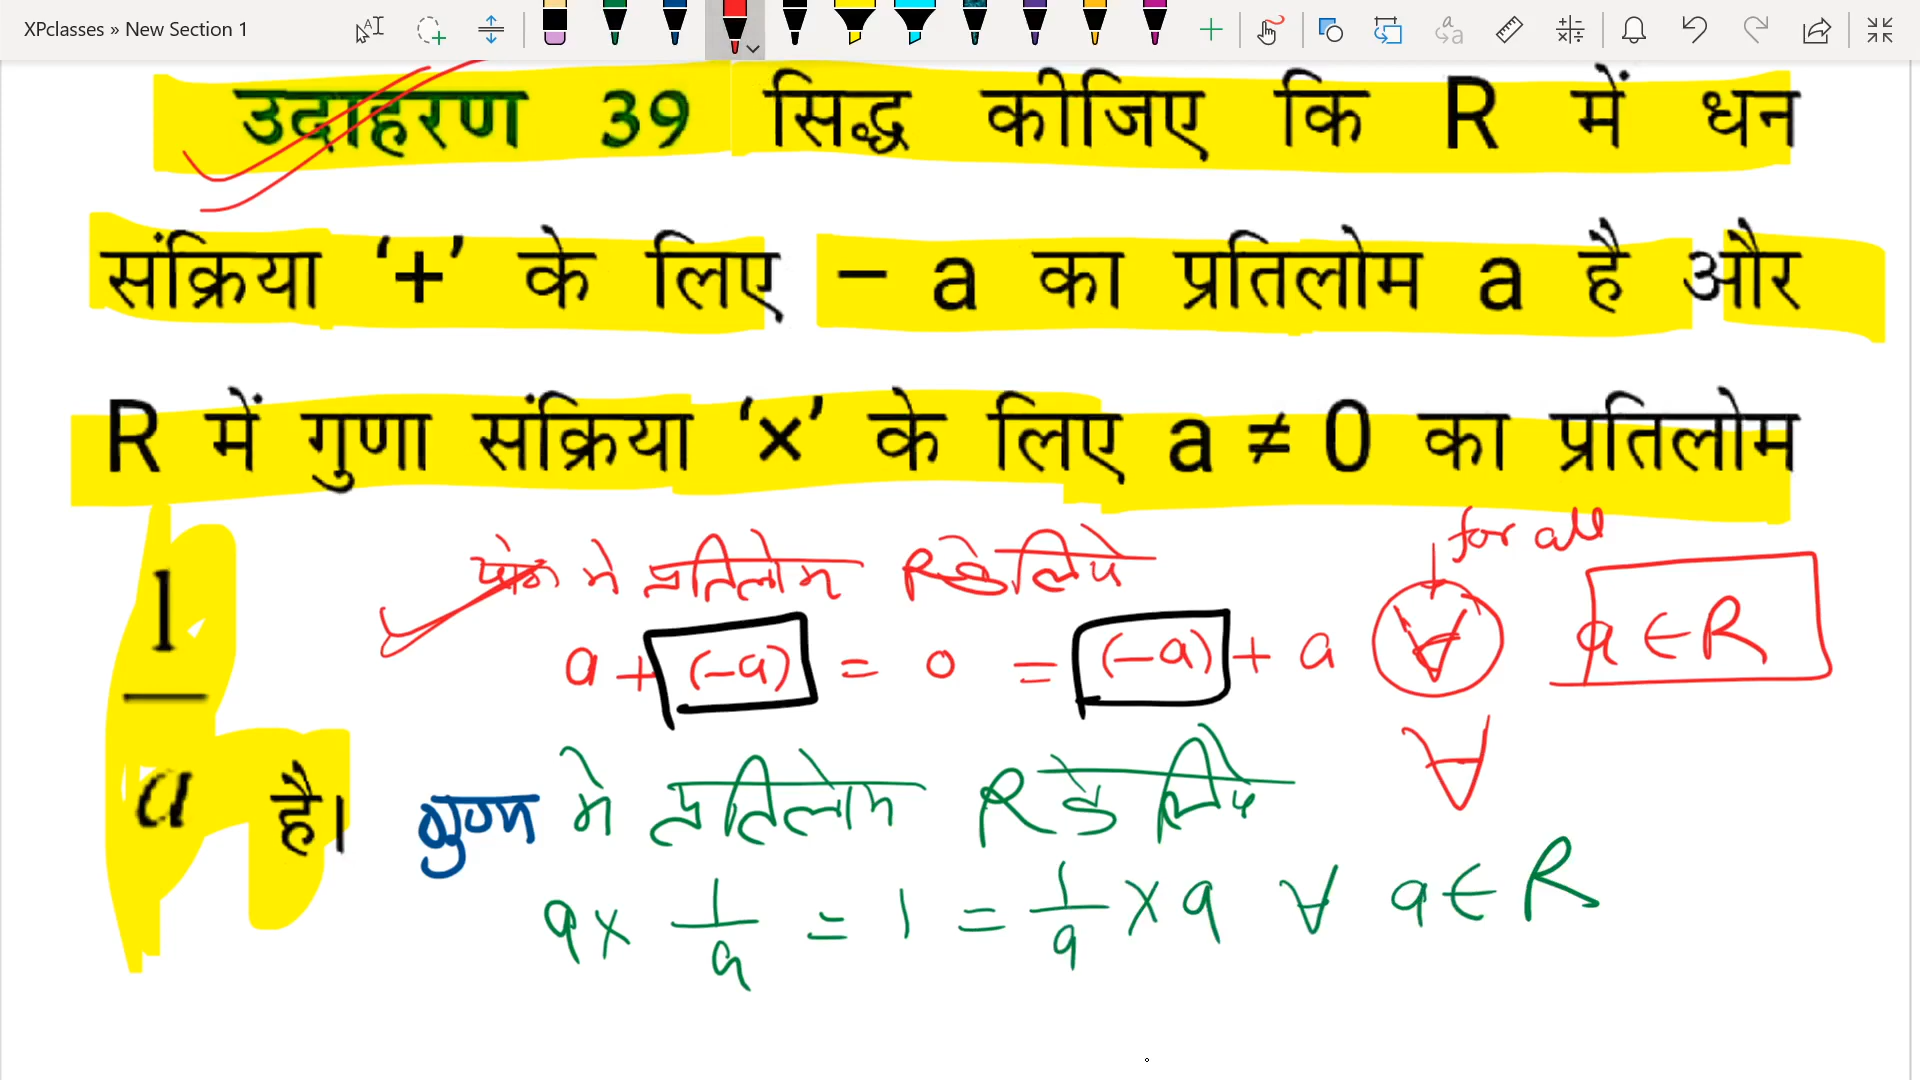 XPclasses » New Section 1
उदाहरण 39 सिद्ध कीजिए कि R में धन
संक्रिया ‘+’ के लिए – a का प्रतिलोम a है और
R में गुणा संक्रिया ‘×’ के लिए a ≠ 0 का प्रतिलोम
1/a है।
for all
योग मे प्रतिलोम R के लिये
a + (-a) = 0 = (-a) + a ∀ a ∈ R
∀
गुणा मे प्रतिलोम R के लिये
a × 1/a = 1 = 1/a × a ∀ a ∈ R